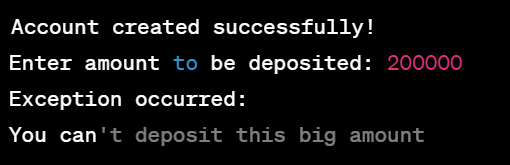 Account created successfully!
Enter amount to be deposited: 200000
Exception occurred:
You can't deposit this big amount